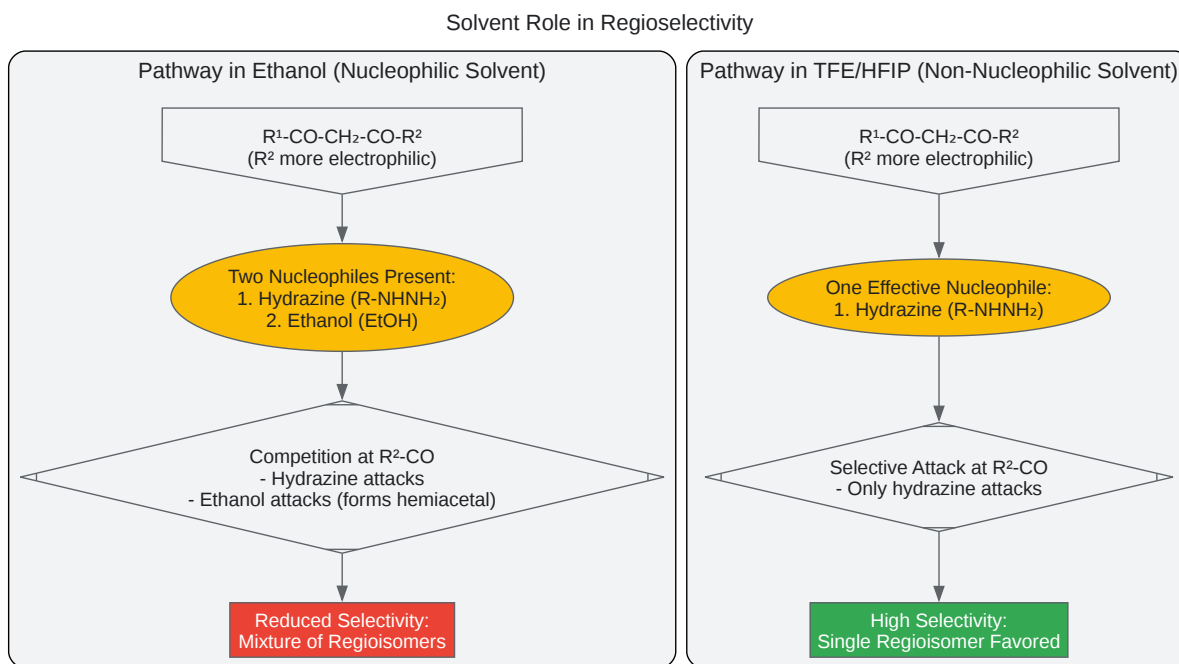 Solvent Role in Regioselectivity
Pathway in Ethanol (Nucleophilic Solvent)
R¹-CO-CH₂-CO-R²
(R² more electrophilic)
Two Nucleophiles Present:
1. Hydrazine (R-NHNH₂)
2. Ethanol (EtOH)
Competition at R²-CO
- Hydrazine attacks
- Ethanol attacks (forms hemiacetal)
Reduced Selectivity:
Mixture of Regioisomers
Pathway in TFE/HFIP (Non-Nucleophilic Solvent)
R¹-CO-CH₂-CO-R²
(R² more electrophilic)
One Effective Nucleophile:
1. Hydrazine (R-NHNH₂)
Selective Attack at R²-CO
- Only hydrazine attacks
High Selectivity:
Single Regioisomer Favored